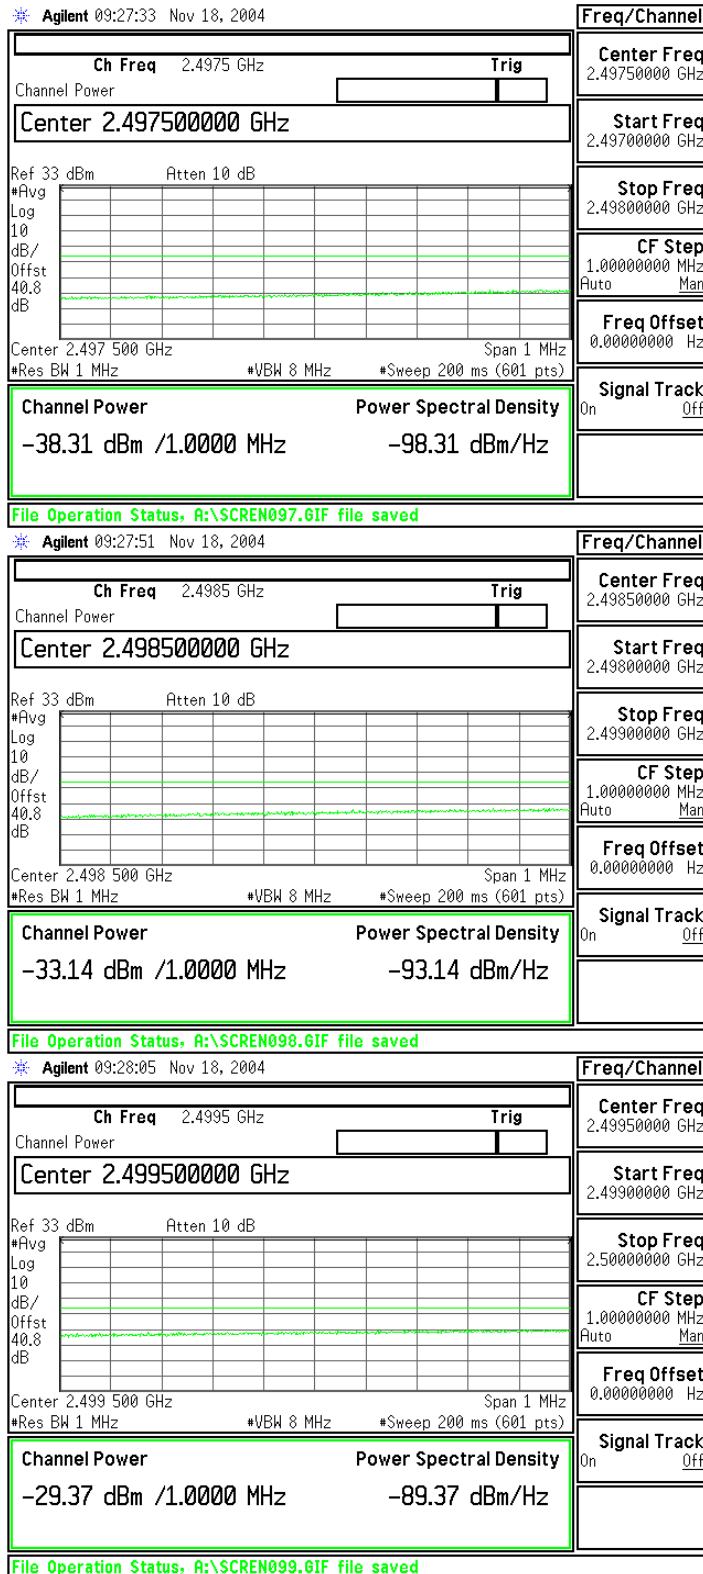 Agilent 09:27:33 Nov 18, 2004
Freq/Channel
Ch Freq 2.4975 GHz Trig
Channel Power
Center 2.497500000 GHz
Center Freq
2.49750000 GHz
Start Freq
2.49700000 GHz
Stop Freq
2.49800000 GHz
CF Step
1.00000000 MHz
Auto Man
Freq Offset
0.00000000 Hz
Signal Track
On Off
Ref 33 dBm Atten 10 dB
#Avg
Log
10
dB/
Offst
40.8
dB
Center 2.497 500 GHz Span 1 MHz
#Res BW 1 MHz #VBW 8 MHz #Sweep 200 ms (601 pts)
Channel Power Power Spectral Density
-38.31 dBm /1.0000 MHz -98.31 dBm/Hz
File Operation Status, A:\SCREN097.GIF file saved
Agilent 09:27:51 Nov 18, 2004
Freq/Channel
Ch Freq 2.4985 GHz Trig
Channel Power
Center 2.498500000 GHz
Center Freq
2.49850000 GHz
Start Freq
2.49800000 GHz
Stop Freq
2.49900000 GHz
CF Step
1.00000000 MHz
Auto Man
Freq Offset
0.00000000 Hz
Signal Track
On Off
Ref 33 dBm Atten 10 dB
#Avg
Log
10
dB/
Offst
40.8
dB
Center 2.498 500 GHz Span 1 MHz
#Res BW 1 MHz #VBW 8 MHz #Sweep 200 ms (601 pts)
Channel Power Power Spectral Density
-33.14 dBm /1.0000 MHz -93.14 dBm/Hz
File Operation Status, A:\SCREN098.GIF file saved
Agilent 09:28:05 Nov 18, 2004
Freq/Channel
Ch Freq 2.4995 GHz Trig
Channel Power
Center 2.499500000 GHz
Center Freq
2.49950000 GHz
Start Freq
2.49900000 GHz
Stop Freq
2.50000000 GHz
CF Step
1.00000000 MHz
Auto Man
Freq Offset
0.00000000 Hz
Signal Track
On Off
Ref 33 dBm Atten 10 dB
#Avg
Log
10
dB/
Offst
40.8
dB
Center 2.499 500 GHz Span 1 MHz
#Res BW 1 MHz #VBW 8 MHz #Sweep 200 ms (601 pts)
Channel Power Power Spectral Density
-29.37 dBm /1.0000 MHz -89.37 dBm/Hz
File Operation Status, A:\SCREN099.GIF file saved